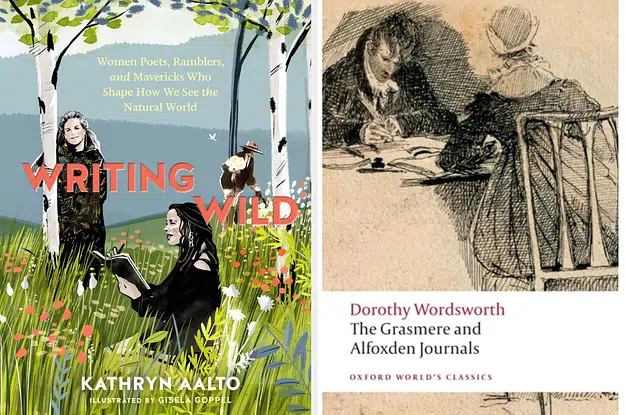 Women Poets, Ramblers,
and Mavericks Who
Shape How We See the
Natural World
WRITING
WILD
KATHRYN AALTO
ILLUSTRATED BY GISELA GOPPEL
Dorothy Wordsworth
The Grasmere and
Alfoxden Journals
OXFORD WORLD'S CLASSICS